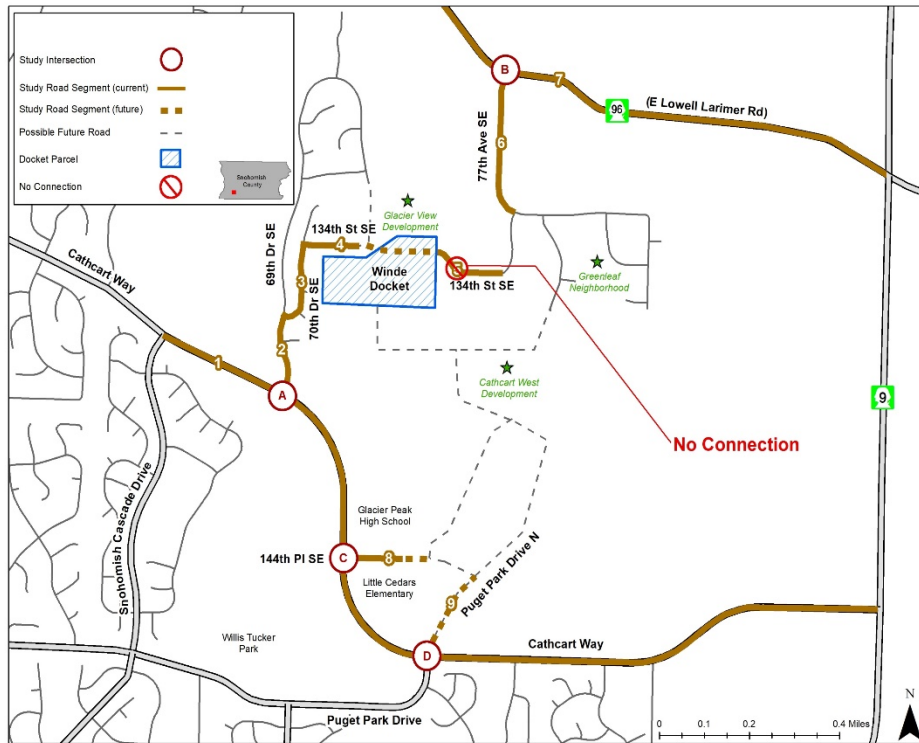 Study Intersection
Study Road Segment (current)
Study Road Segment (future)
Possible Future Road
Docket Parcel
No Connection
Snohomish
County
B
7
(E Lowell Larimer Rd)
96
77th Ave SE
6
Glacier View
Development
134th St SE
4
69th Dr SE
3
70th Dr SE
Winde
Docket
134th St SE
Greenleaf
Neighborhood
Cathcart Way
2
1
A
Cathcart West
Development
9
No Connection
Snohomish Cascade Drive
Glacier Peak
High School
144th Pl SE
C
8
Little Cedars
Elementary
Puget Park Drive N
9
Willis Tucker
Park
D
Cathcart Way
Puget Park Drive
N
0 0.1 0.2 0.4 Miles